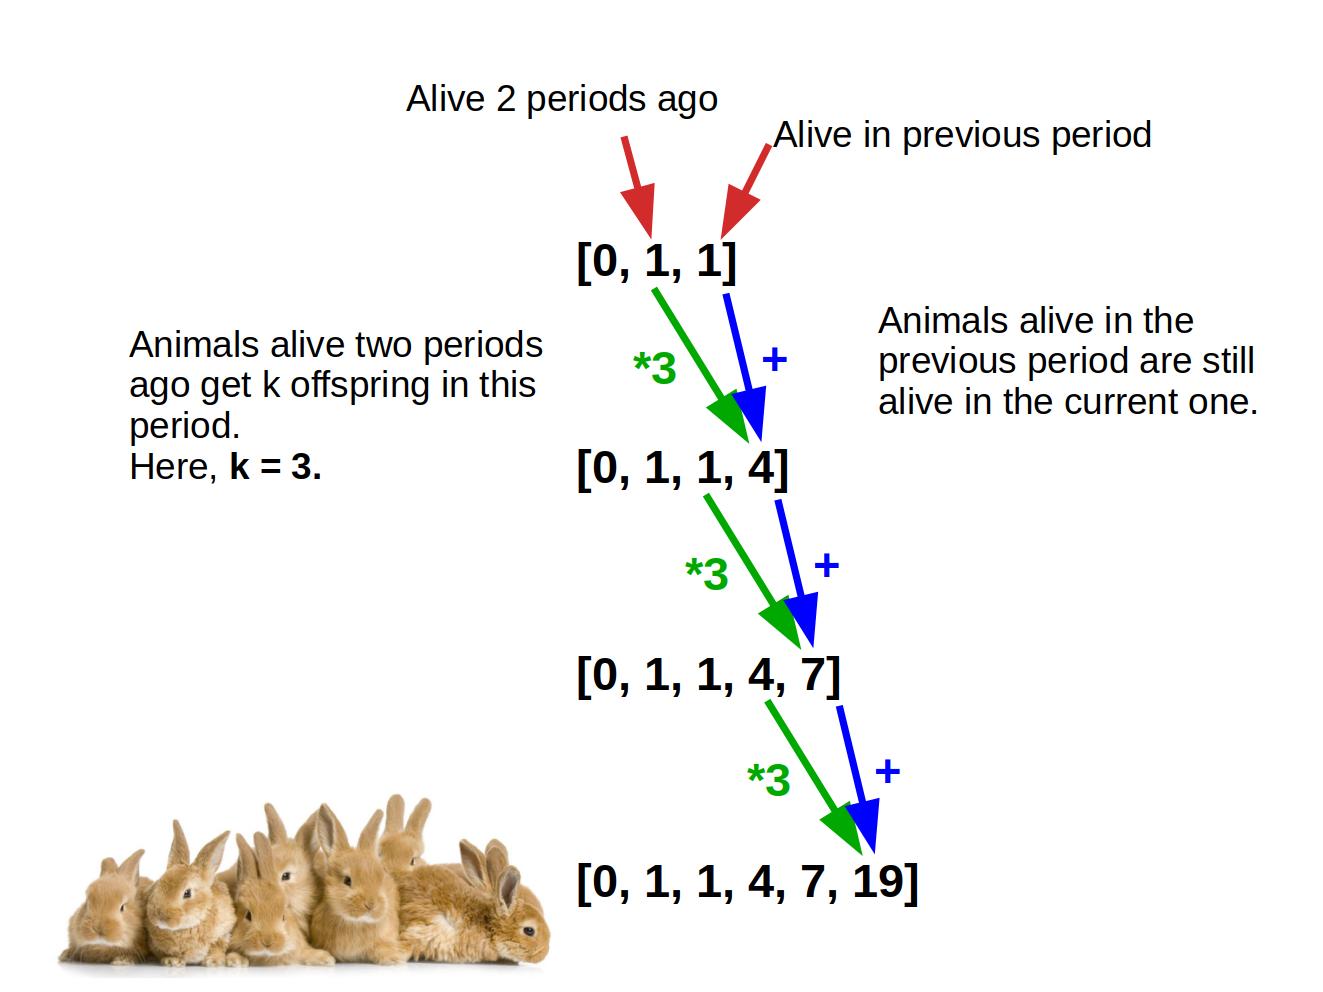 Alive 2 periods ago
Alive in previous period
[0, 1, 1]
Animals alive two periods
ago get k offspring in this
period.
Here, k = 3.
*3
+
Animals alive in the
previous period are still
alive in the current one.
[0, 1, 1, 4]
*3
+
[0, 1, 1, 4, 7]
*3
+
[0, 1, 1, 4, 7, 19]